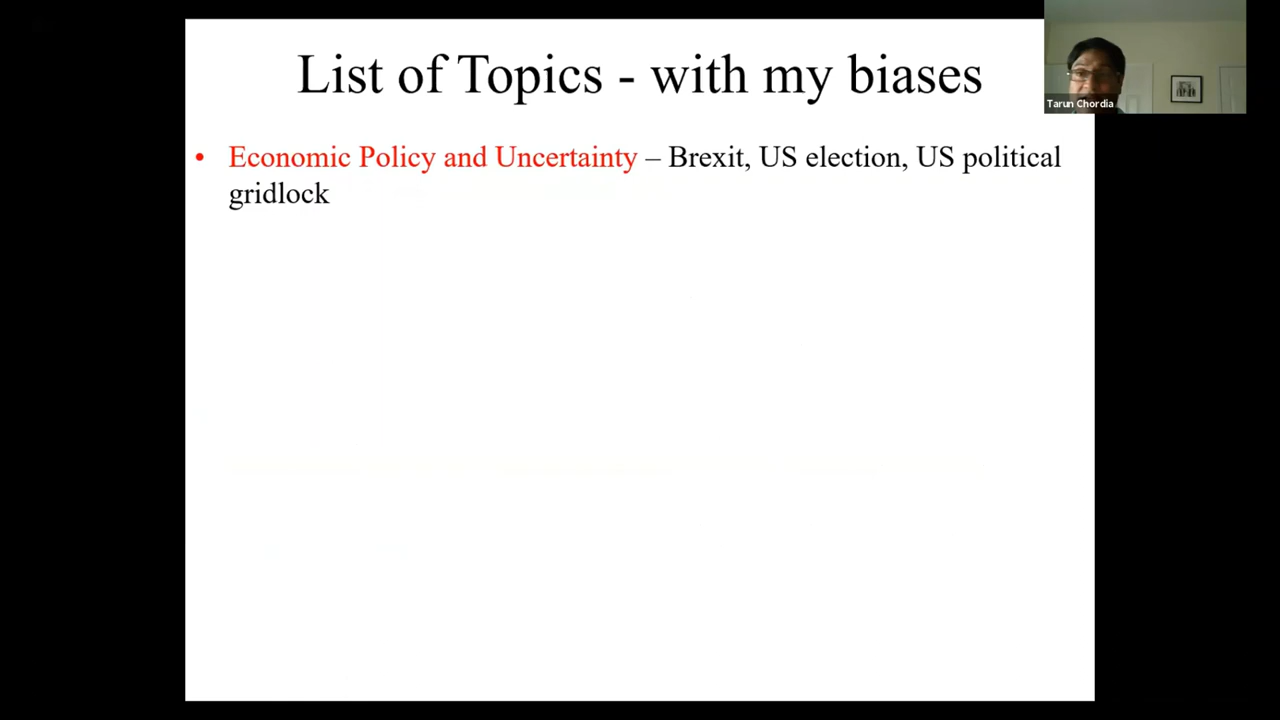 List of Topics - with my biases
Tarun Chordia
• Economic Policy and Uncertainty – Brexit, US election, US political
gridlock